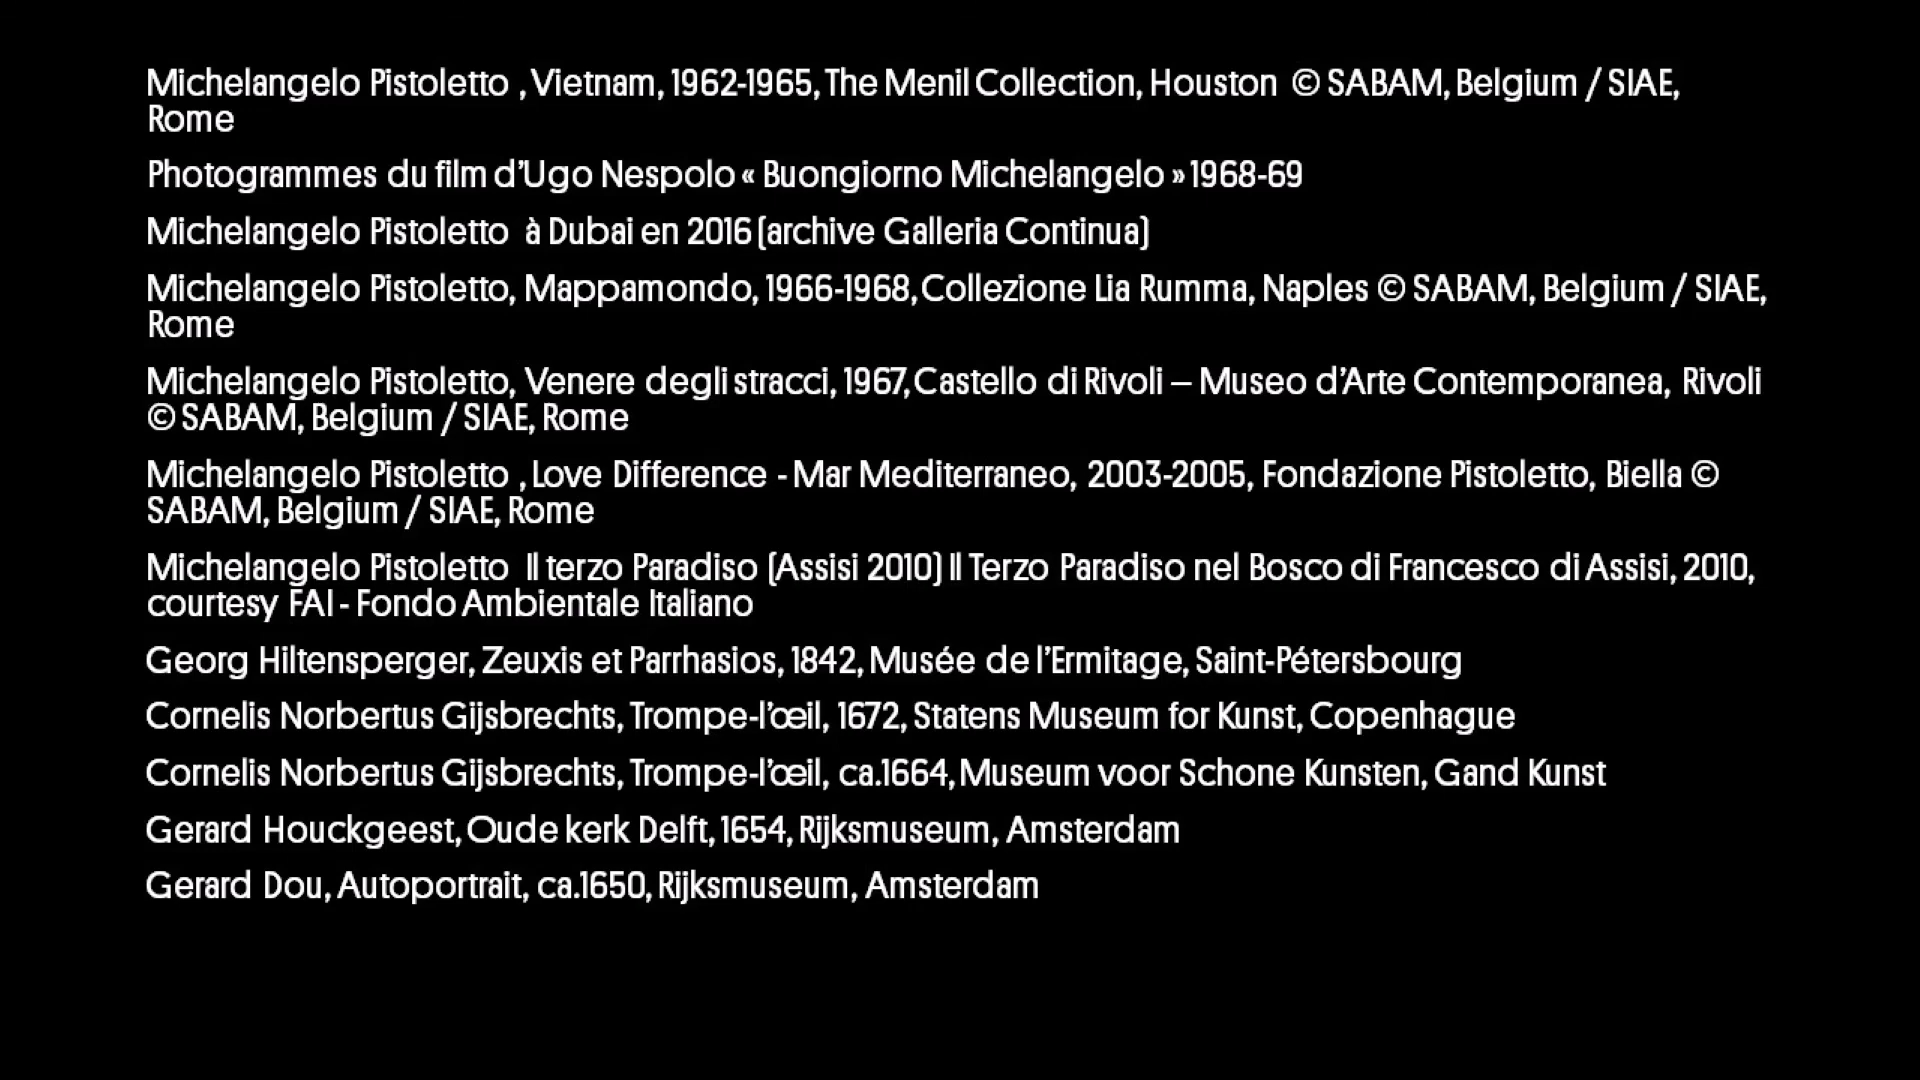 Michelangelo Pistoletto , Vietnam, 1962-1965, The Menil Collection, Houston © SABAM, Belgium / SIAE,
Rome
Photogrammes du film d’Ugo Nespolo « Buongiorno Michelangelo » 1968-69
Michelangelo Pistoletto à Dubai en 2016 (archive Galleria Continua)
Michelangelo Pistoletto, Mappamondo, 1966-1968, Collezione Lia Rumma, Naples © SABAM, Belgium / SIAE,
Rome
Michelangelo Pistoletto, Venere degli stracci, 1967, Castello di Rivoli – Museo d’Arte Contemporanea, Rivoli
© SABAM, Belgium / SIAE, Rome
Michelangelo Pistoletto , Love Difference - Mar Mediterraneo, 2003-2005, Fondazione Pistoletto, Biella ©
SABAM, Belgium / SIAE, Rome
Michelangelo Pistoletto Il terzo Paradiso (Assisi 2010) Il Terzo Paradiso nel Bosco di Francesco di Assisi, 2010,
courtesy FAI - Fondo Ambientale Italiano
Georg Hiltensperger, Zeuxis et Parrhasios, 1842, Musée de l’Ermitage, Saint-Pétersbourg
Cornelis Norbertus Gijsbrechts, Trompe-l’œil, 1672, Statens Museum for Kunst, Copenhague
Cornelis Norbertus Gijsbrechts, Trompe-l’œil, ca.1664, Museum voor Schone Kunsten, Gand Kunst
Gerard Houckgeest, Oude kerk Delft, 1654, Rijksmuseum, Amsterdam
Gerard Dou, Autoportrait, ca.1650, Rijksmuseum, Amsterdam